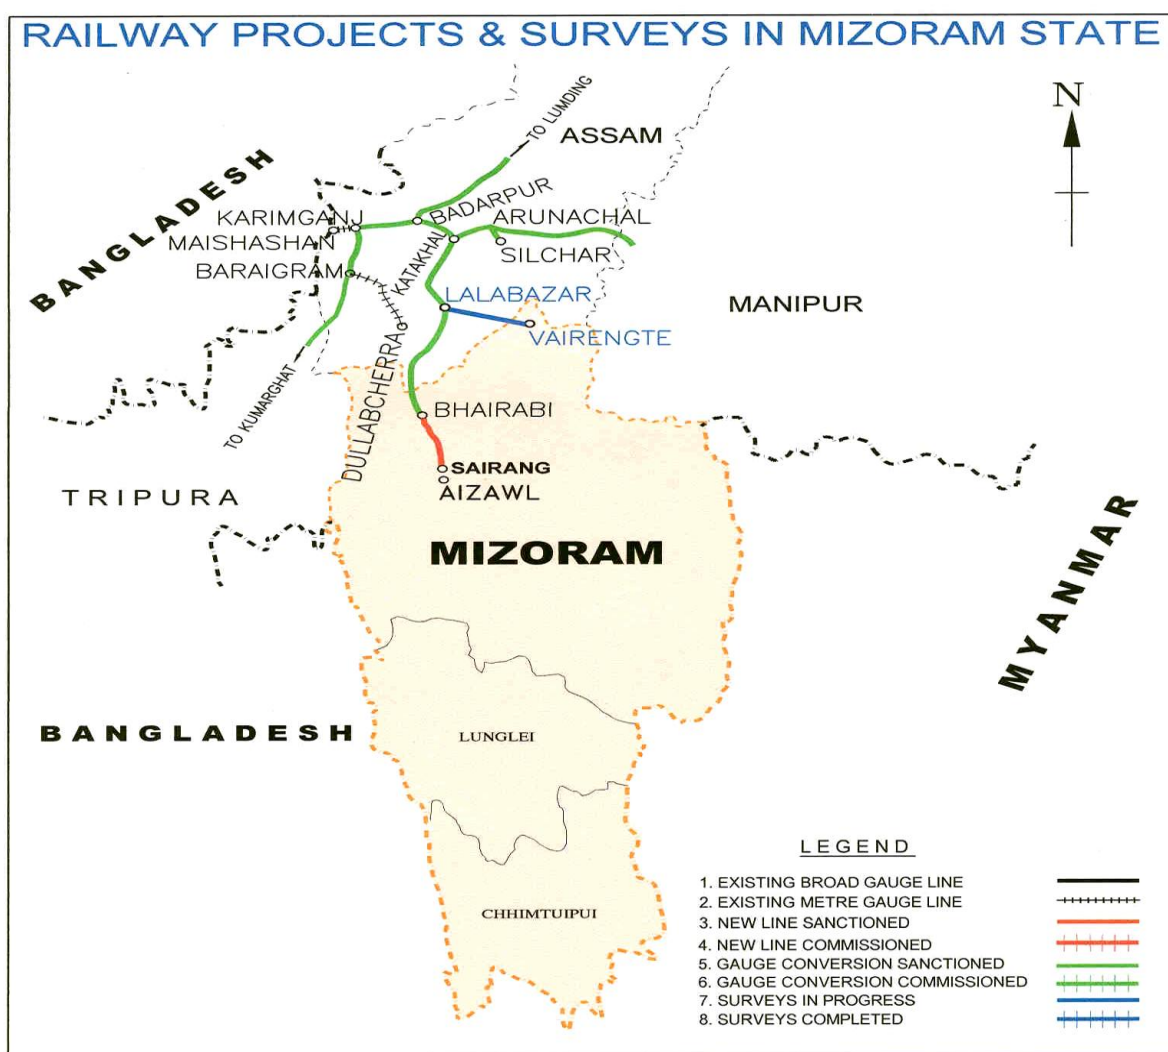 RAILWAY PROJECTS & SURVEYS IN MIZORAM STATE
N
TO LUMDING
ASSAM
BANGLADESH
BADARPUR
KARIMGANJ
ARUNACHAL
MAISHASHAN
KATAKHAL
SILCHAR
BARAIGRAM
LALABAZAR
MANIPUR
VAIRENGTE
DULLABCHERRA
TO KUMARGHAT
BHAIRABI
SAIRANG
AIZAWL
TRIPURA
MIZORAM
MYANMAR
BANGLADESH
LUNGLEI
CHHIMTUIPUI
LEGEND
1. EXISTING BROAD GAUGE LINE
2. EXISTING METRE GAUGE LINE
3. NEW LINE SANCTIONED
4. NEW LINE COMMISSIONED
5. GAUGE CONVERSION SANCTIONED
6. GAUGE CONVERSION COMMISSIONED
7. SURVEYS IN PROGRESS
8. SURVEYS COMPLETED